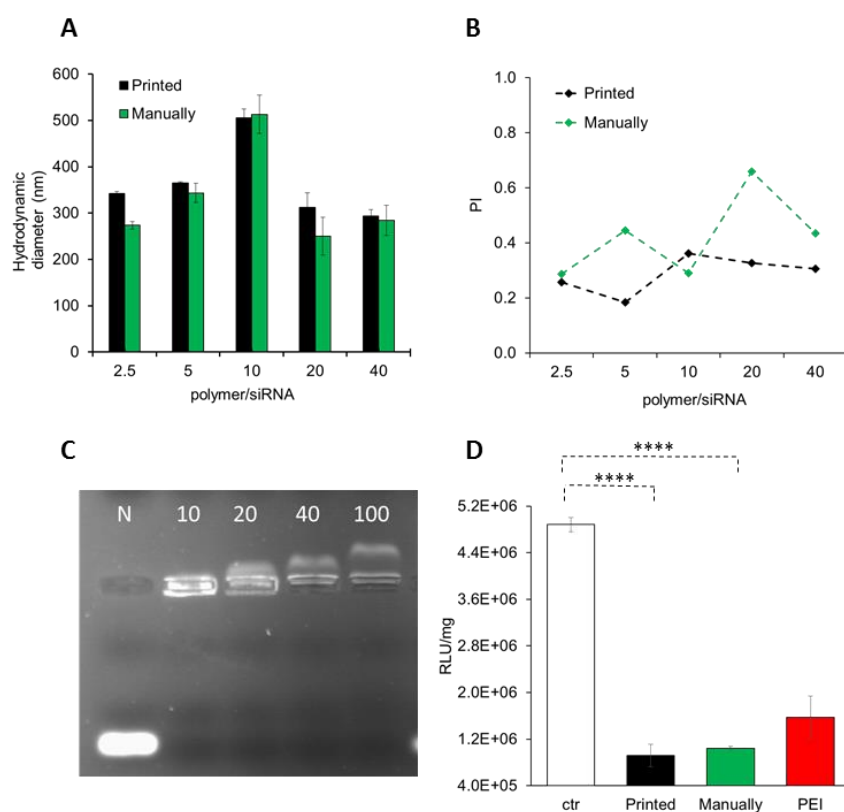 A
600
500
400
300
200
100
0
Printed
Manually
Hydrodynamic
diameter (nm)
2.5 5 10 20 40
polymer/siRNA
B
1.0
0.8
0.6
0.4
0.2
0.0
Printed
Manually
PI
2.5 5 10 20 40
polymer/siRNA
C
N 10 20 40 100
D
****
****
5.2E+06
4.4E+06
3.6E+06
2.8E+06
2.0E+06
1.2E+06
4.0E+05
RLU/mg
ctr Printed Manually PEI